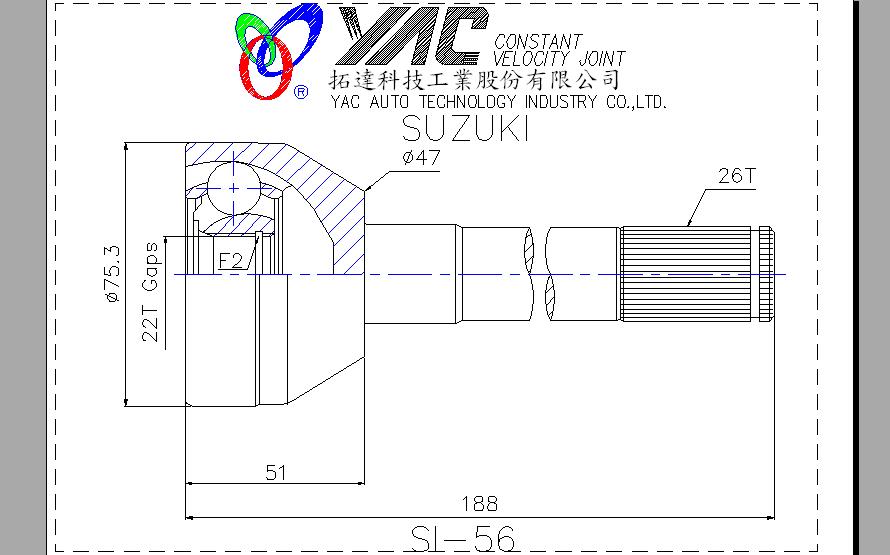 YAC CONSTANT
VELOCITY JOINT
®
拓達科技工業股份有限公司
YAC AUTO TECHNOLOGY INDUSTRY CO.,LTD.
SUZUKI
ø47
26T
ø75.3
22T Gaps
F2
51
188
SI-56